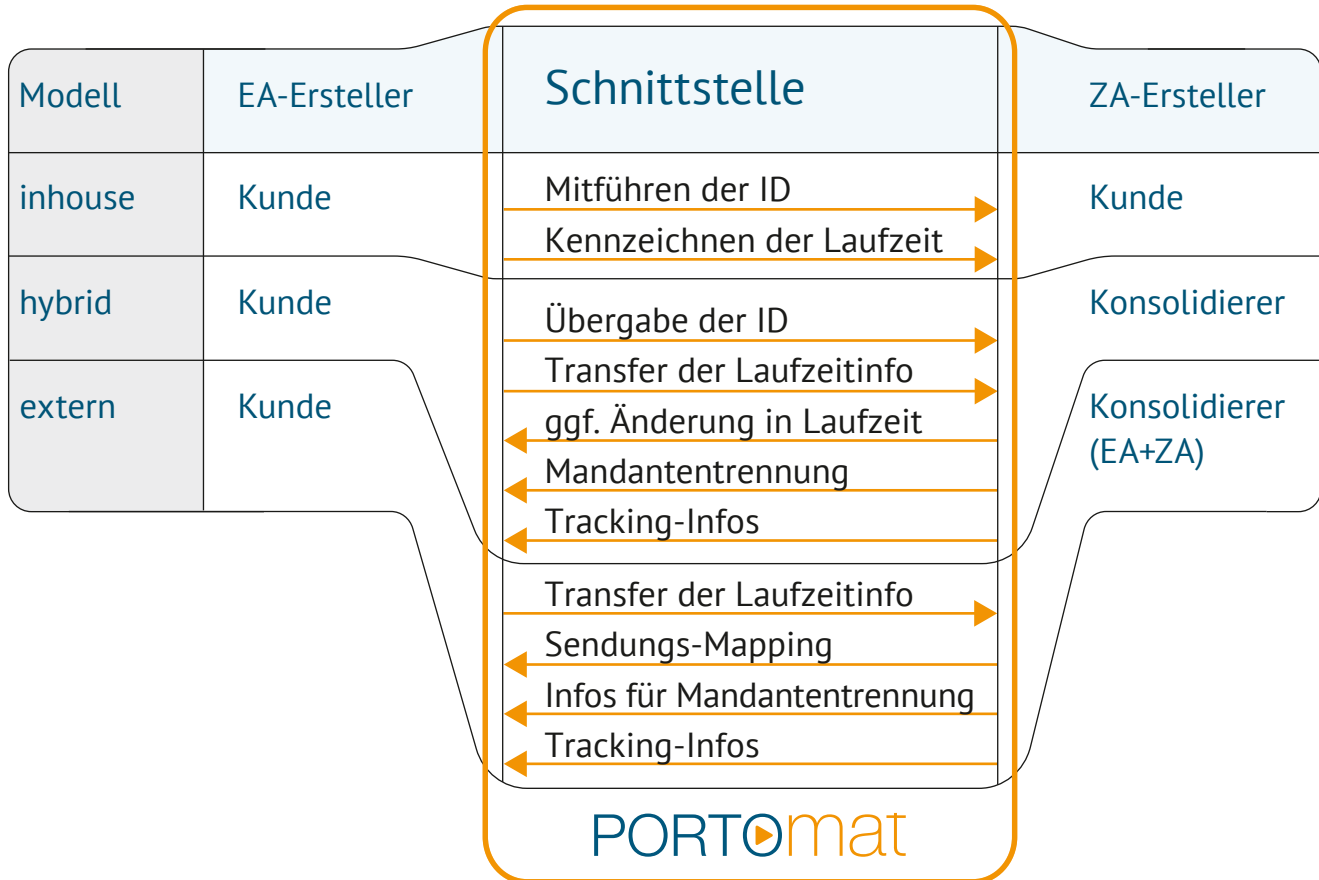 Modell EA-Ersteller Schnittstelle ZA-Ersteller
inhouse Kunde Mitführen der ID Kunde
Kennzeichnen der Laufzeit
hybrid Kunde Übergabe der ID Konsolidierer
Transfer der Laufzeitinfo
ggf. Änderung in Laufzeit
Mandantentrennung
Tracking-Infos
extern Kunde Transfer der Laufzeitinfo Konsolidierer
(EA+ZA)
Sendungs-Mapping
Infos für Mandantentrennung
Tracking-Infos
PORTOmat